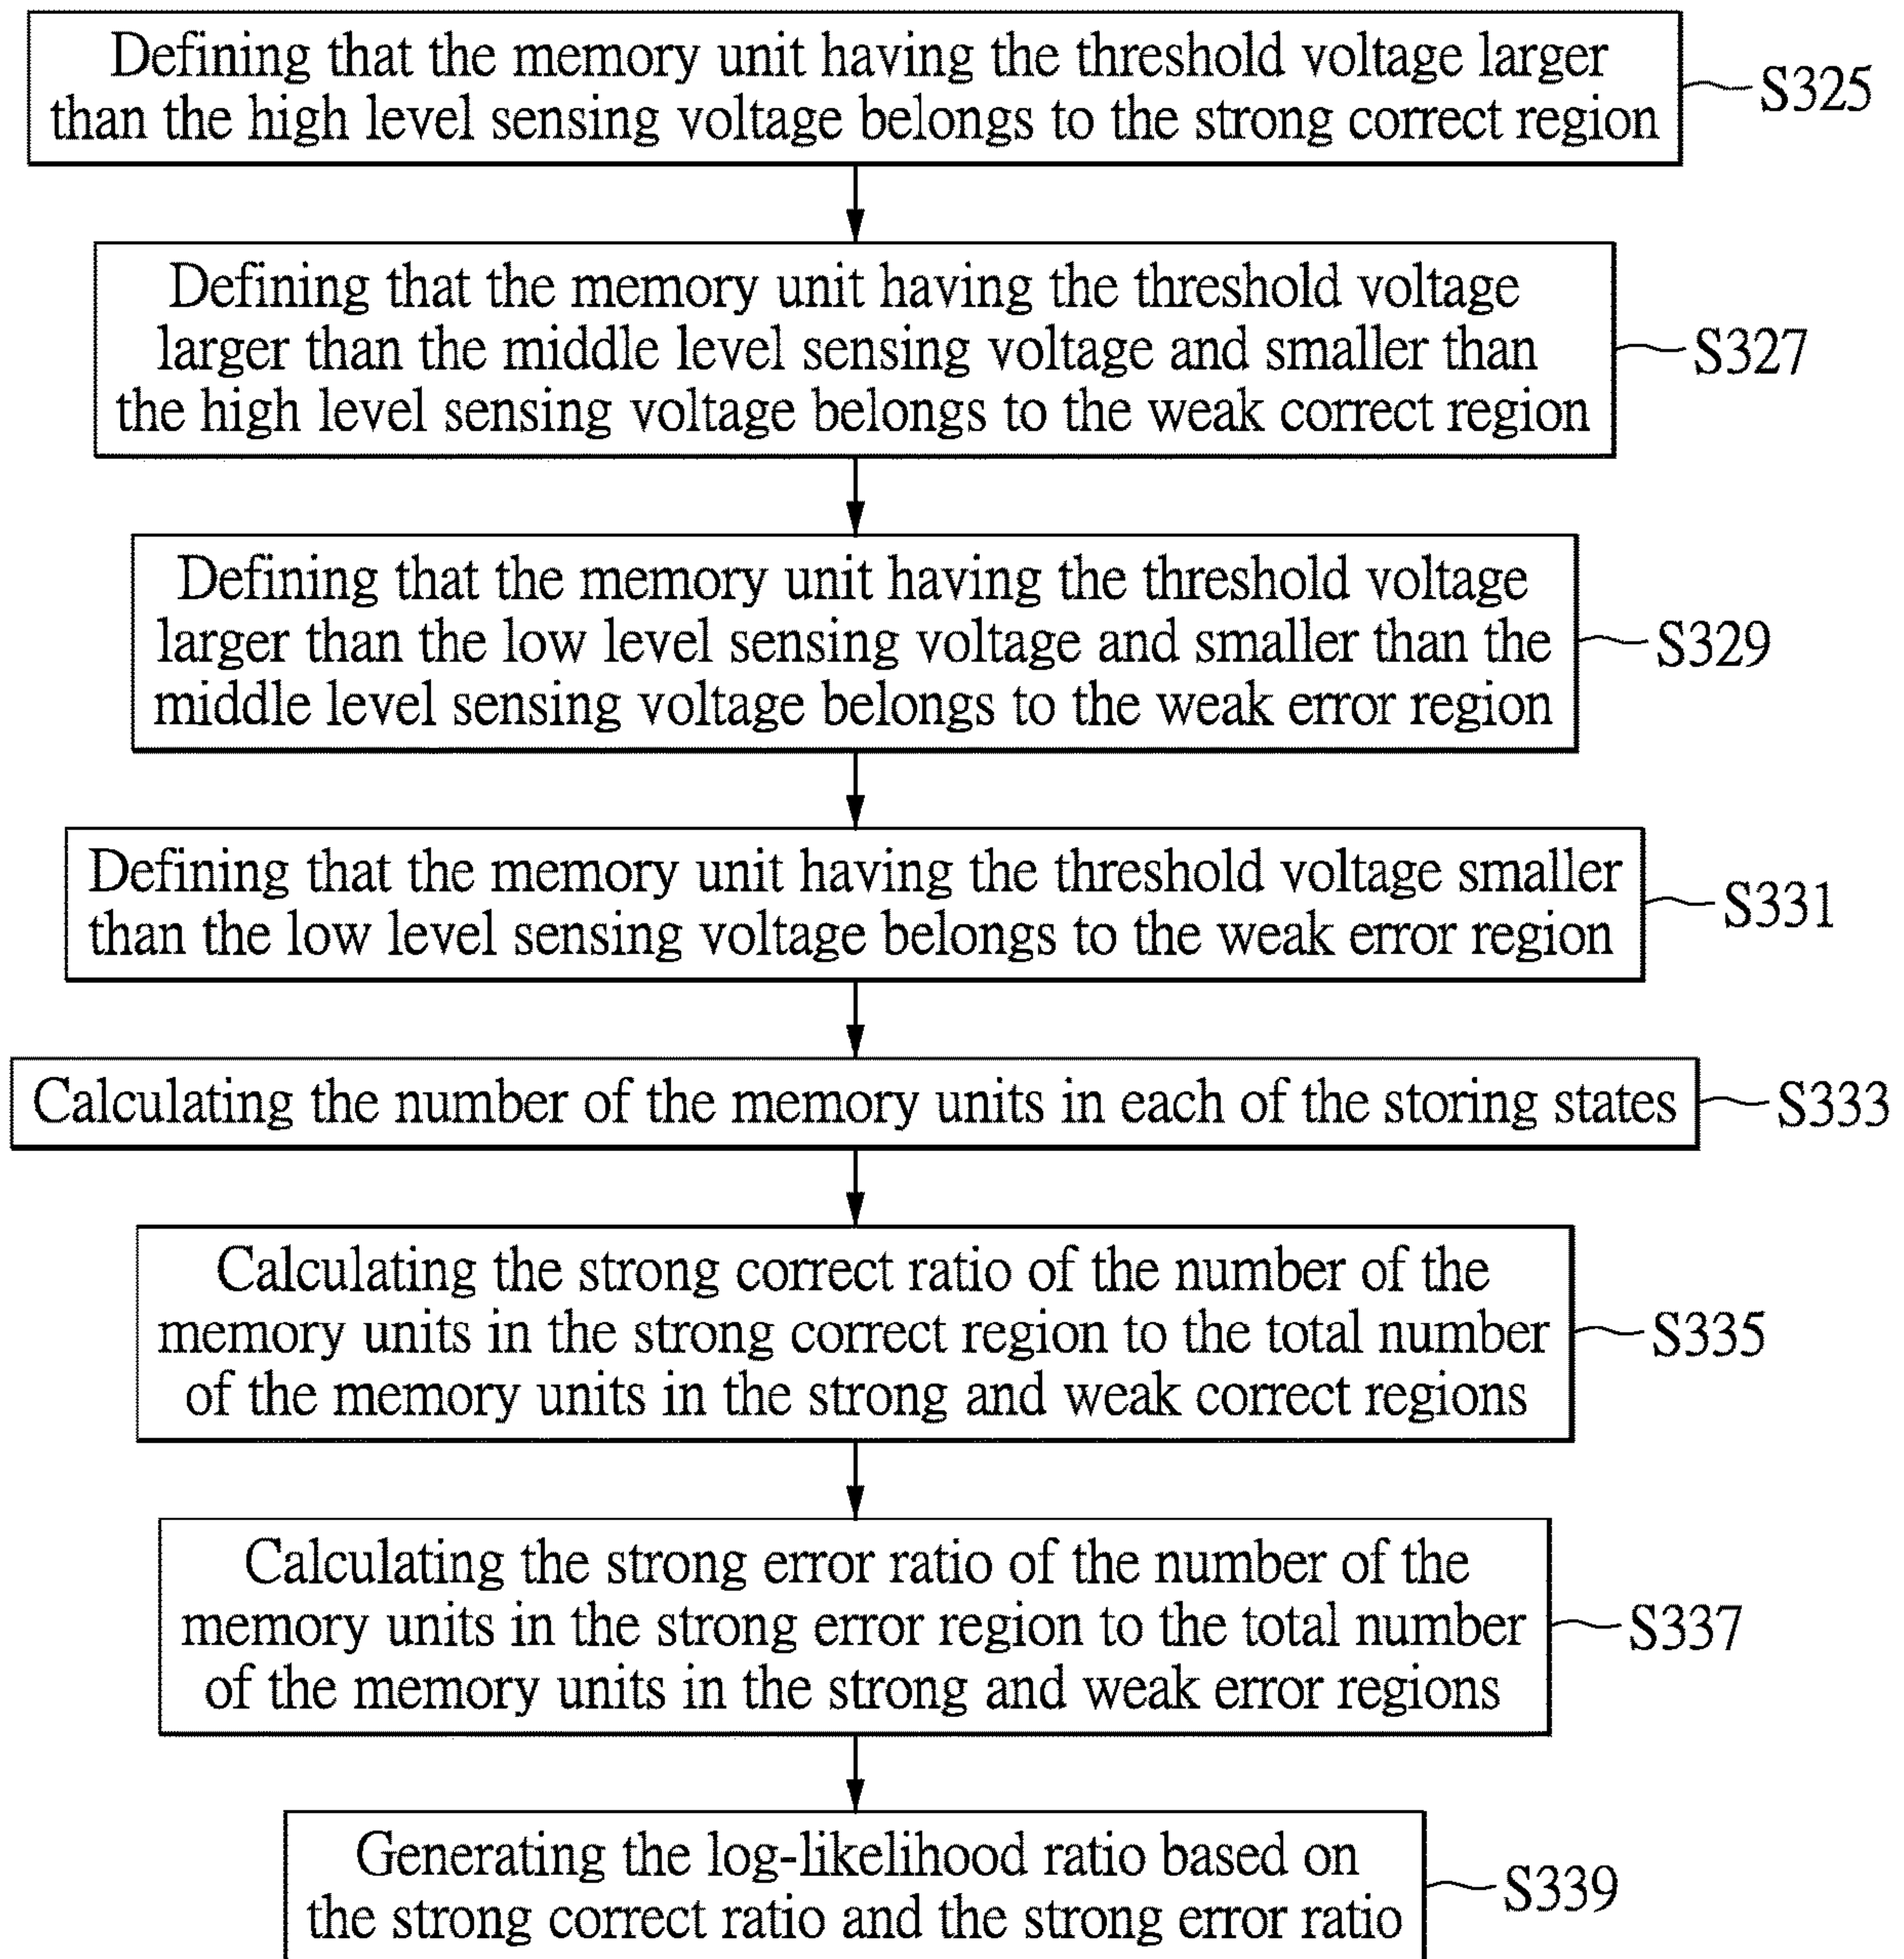 Defining that the memory unit having the threshold voltage larger
than the high level sensing voltage belongs to the strong correct region
S325
Defining that the memory unit having the threshold voltage
larger than the middle level sensing voltage and smaller than
the high level sensing voltage belongs to the weak correct region
S327
Defining that the memory unit having the threshold voltage
larger than the low level sensing voltage and smaller than the
middle level sensing voltage belongs to the weak error region
S329
Defining that the memory unit having the threshold voltage smaller
than the low level sensing voltage belongs to the weak error region
S331
Calculating the number of the memory units in each of the storing states
S333
Calculating the strong correct ratio of the number of the
memory units in the strong correct region to the total number
of the memory units in the strong and weak correct regions
S335
Calculating the strong error ratio of the number of the
memory units in the strong error region to the total number
of the memory units in the strong and weak error regions
S337
Generating the log-likelihood ratio based on
the strong correct ratio and the strong error ratio
S339